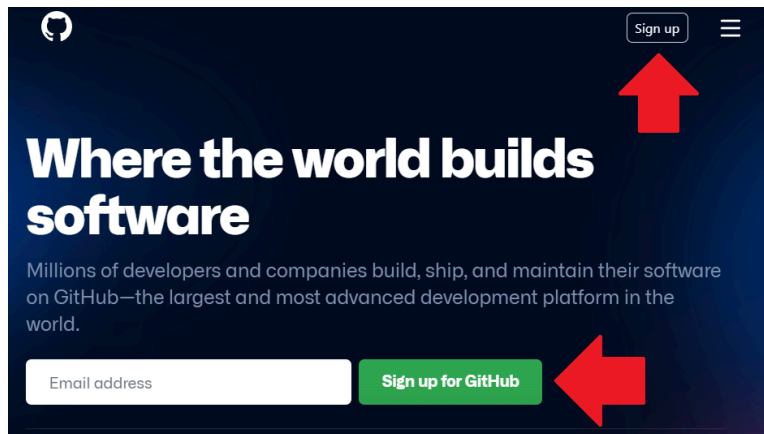 Sign up
Where the world builds
software
Millions of developers and companies build, ship, and maintain their software
on GitHub—the largest and most advanced development platform in the
world.
Email address
Sign up for GitHub